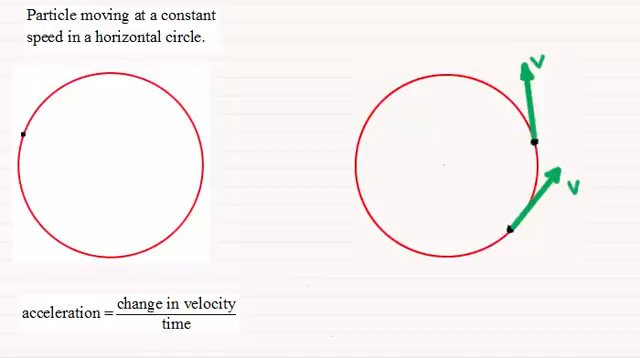 Particle moving at a constant
speed in a horizontal circle.
v
v
acceleration = change in velocity
time